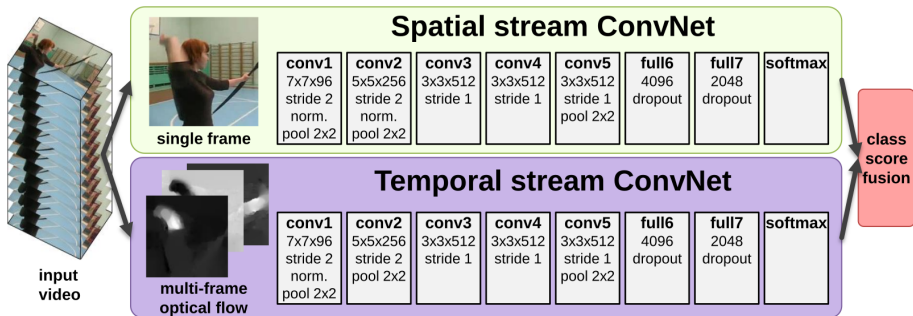 Spatial stream ConvNet
single frame
conv1
7x7x96
stride 2
norm.
pool 2x2
conv2
5x5x256
stride 2
norm.
pool 2x2
conv3
3x3x512
stride 1
conv4
3x3x512
stride 1
conv5
3x3x512
stride 1
pool 2x2
full6
4096
dropout
full7
2048
dropout
softmax
input
video
Temporal stream ConvNet
multi-frame
optical flow
conv1
7x7x96
stride 2
norm.
pool 2x2
conv2
5x5x256
stride 2
pool 2x2
conv3
3x3x512
stride 1
conv4
3x3x512
stride 1
conv5
3x3x512
stride 1
pool 2x2
full6
4096
dropout
full7
2048
dropout
softmax
class
score
fusion